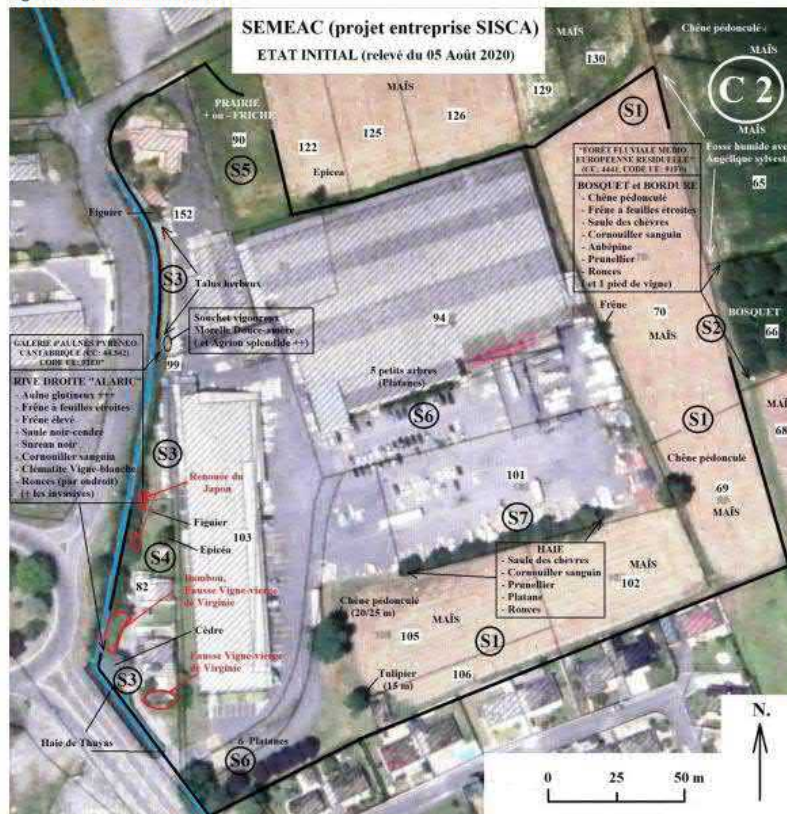 SEMEAC (projet entreprise SISCA)
ETAT INITIAL (relevé du 05 Août 2020)
MAÏS
130
Chêne pédonculé
MAÏS
C 2
MAÏS
129
MAÏS
126
125
122
PRAIRIE
+ ou - FRICHE
90
S5
Epicea
S1
Fossé humide avec
Angélique sylvestre
65
"FORÊT FLUVIALE MEDIO
EUROPEENNE RESIDUELLE"
BOSQUET et BORDURE
- Chêne pédonculé
- Frêne à feuilles étroites
- Saule des chèvres
- Cornouiller sanguin
- Aubépine
- Prunellier
- Ronces
(et 1 pied de vigne)
Figuier
152
S3
Talus herbeux
Souchet vigoureux
Morelle Douce-amère
(et Agrion splendide ++)
99
94
Frêne
70
MAÏS
S2
BOSQUET
66
GALERIE d'AULNES PYRENEO-
CANTABRIQUE
RIVE DROITE "ALARIC"
- Aulne glutineux +++
- Frêne à feuilles étroites
- Frêne élevé
- Saule noir-cendré
- Sureau noir
- Cornouiller sanguin
- Clématite Vigne-blanche
- Ronces (par endroit)
(+ les invasives)
5 petits arbres
(Platanes)
S6
S1
MAÏS
68
Chêne pédonculé
69
MAÏS
S3
Renouée du
Japon
Figuier
103
Epicéa
S4
101
S7
82
Bambou,
Fausse Vigne-vierge
de Virginie
HAIE
- Saule des chèvres
- Cornouiller sanguin
- Prunellier
- Platane
- Ronces
MAÏS
102
Chêne pédonculé
(20/25 m)
105
MAÏS
S1
Cèdre
Fausse Vigne-vierge
de Virginie
S3
Tulipier
(15 m)
106
Haie de Thuyas
6 Platanes
S6
N.
0 25 50 m